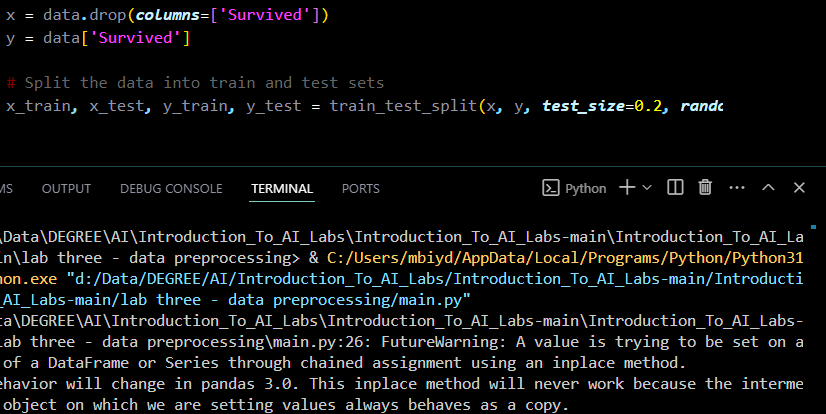 x = data.drop(columns=['Survived'])
y = data['Survived']
# Split the data into train and test sets
x_train, x_test, y_train, y_test = train_test_split(x, y, test_size=0.2, rand
MS OUTPUT DEBUG CONSOLE TERMINAL PORTS Python
\Data\DEGREE\AI\Introduction_To_AI_Labs\Introduction_To_AI_Labs-main\Introduction_To_AI_La
in\lab three - data preprocessing> & C:/Users/mbiyd/AppData/Local/Programs/Python/Python31
hon.exe "d:/Data/DEGREE/AI/Introduction_To_AI_Labs/Introduction_To_AI_Labs-main/Introducti
_AI_Labs-main/lab three - data preprocessing/main.py"
ta\DEGREE\AI\Introduction_To_AI_Labs\Introduction_To_AI_Labs-main\Introduction_To_AI_Labs-
lab three - data preprocessing\main.py:26: FutureWarning: A value is trying to be set on a
 of a DataFrame or Series through chained assignment using an inplace method.
ehavior will change in pandas 3.0. This inplace method will never work because the interme
 object on which we are setting values always behaves as a copy.